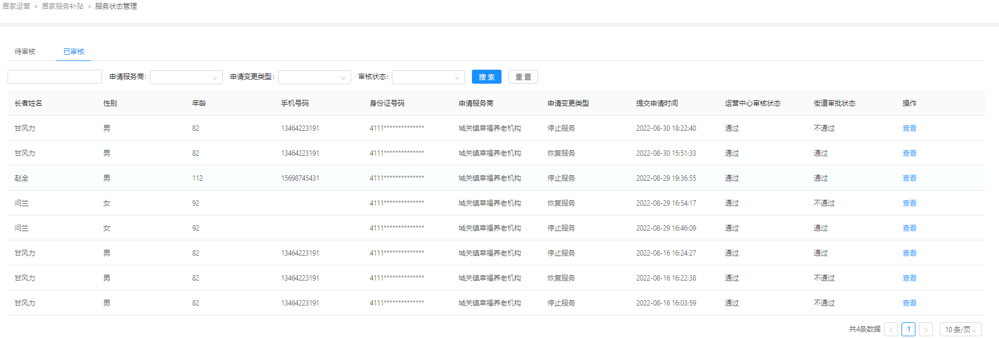 居家运营 > 居家服务补贴 > 服务状态管理
待审核 已审核
申请服务商: 申请变更类型: 审核状态: 搜 索 重 置
长者姓名 性别 年龄 手机号码 身份证号码 申请服务商 申请变更类型 提交申请时间 运营中心审核状态 街道审批状态 操作
甘风力 男 82 13464223191 4111************** 城关镇幸福养老机构 停止服务 2022-08-30 18:22:40 通过 不通过 查看
甘风力 男 82 13464223191 4111************** 城关镇幸福养老机构 恢复服务 2022-08-30 15:51:33 通过 通过 查看
赵全 男 112 15698745431 4111************** 城关镇幸福养老机构 停止服务 2022-08-29 19:36:55 通过 通过 查看
问兰 女 92 4111************** 城关镇幸福养老机构 恢复服务 2022-08-29 16:54:17 通过 不通过 查看
问兰 女 92 4111************** 城关镇幸福养老机构 停止服务 2022-08-29 16:46:09 通过 通过 查看
甘风力 男 82 13464223191 4111************** 城关镇幸福养老机构 停止服务 2022-08-16 16:24:27 通过 通过 查看
甘风力 男 82 13464223191 4111************** 城关镇幸福养老机构 恢复服务 2022-08-16 16:22:38 通过 不通过 查看
甘风力 男 82 13464223191 4111************** 城关镇幸福养老机构 停止服务 2022-08-16 16:03:59 通过 不通过 查看
共4条数据 < 1 > 10 条/页